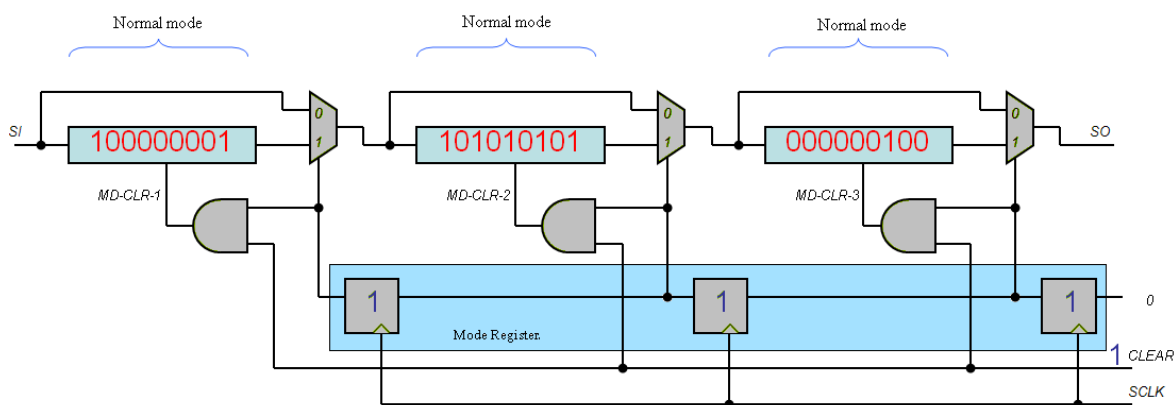 Normal mode
Normal mode
Normal mode
SI
100000001
0
1
101010101
0
1
000000100
0
1
SO
MD-CLR-1
MD-CLR-2
MD-CLR-3
1
1
1
0
Mode Register.
1 CLEAR
SCLK